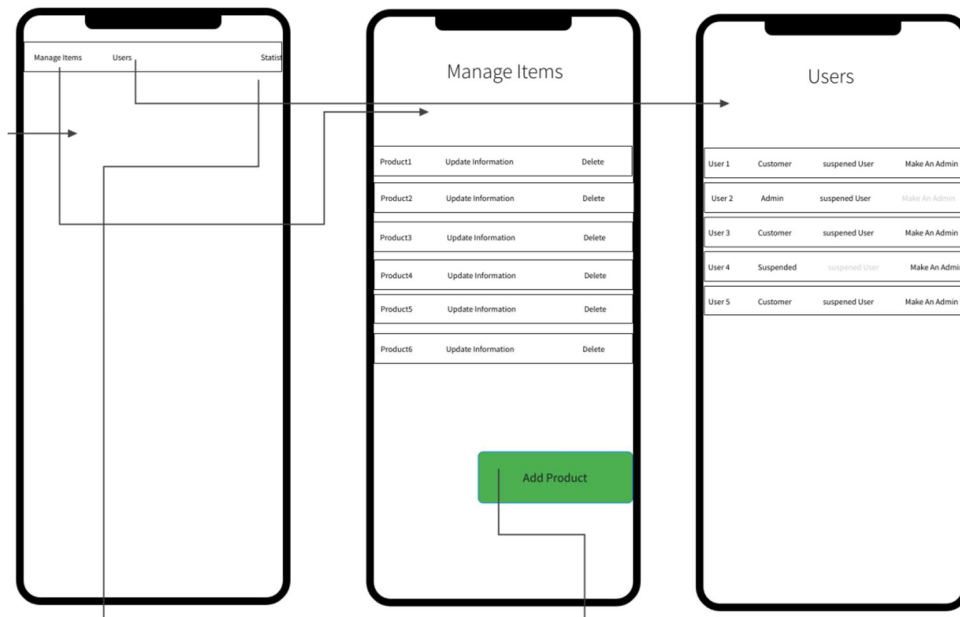 Manage Items Users Statist
Manage Items
Product1 Update Information Delete
Product2 Update Information Delete
Product3 Update Information Delete
Product4 Update Information Delete
Product5 Update Information Delete
Product6 Update Information Delete
Add Product
Users
User 1 Customer suspened User Make An Admin
User 2 Admin suspened User Make An Admin
User 3 Customer suspened User Make An Admin
User 4 Suspended suspened User Make An Admi
User 5 Customer suspened User Make An Admin